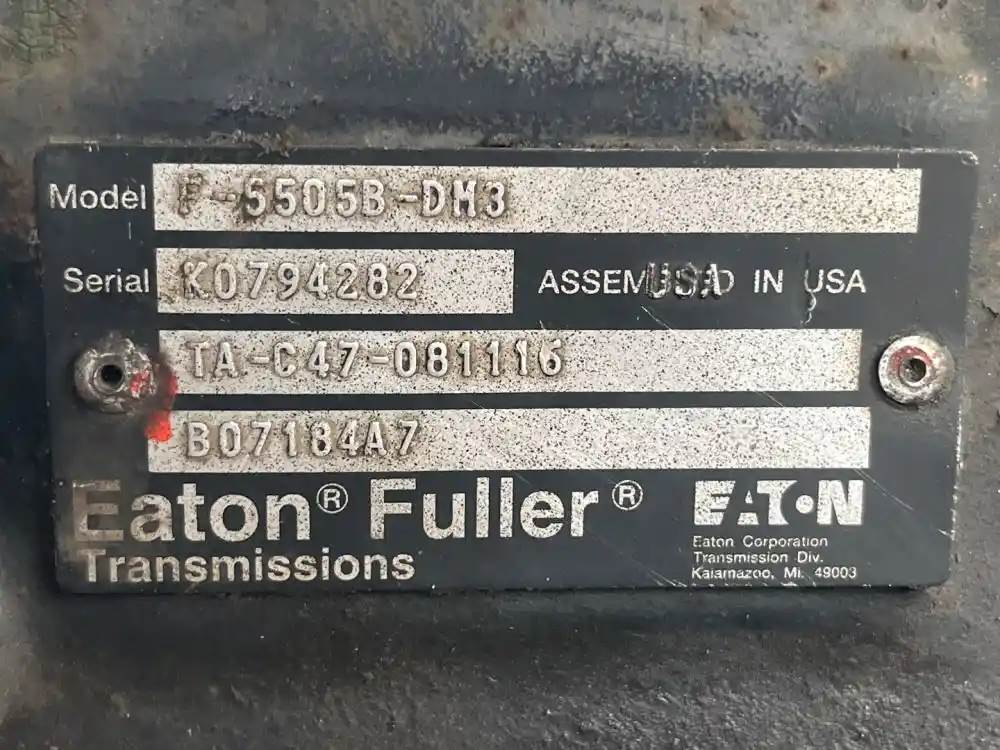 Model F-5505B-DM3
Serial K0794282 ASSEMUSAD IN USA
TA-C47-081116
B07184A7
Eaton® Fuller®
Transmissions
EATON
Eaton Corporation
Transmission Div.
Kalamazoo, Mi. 49003